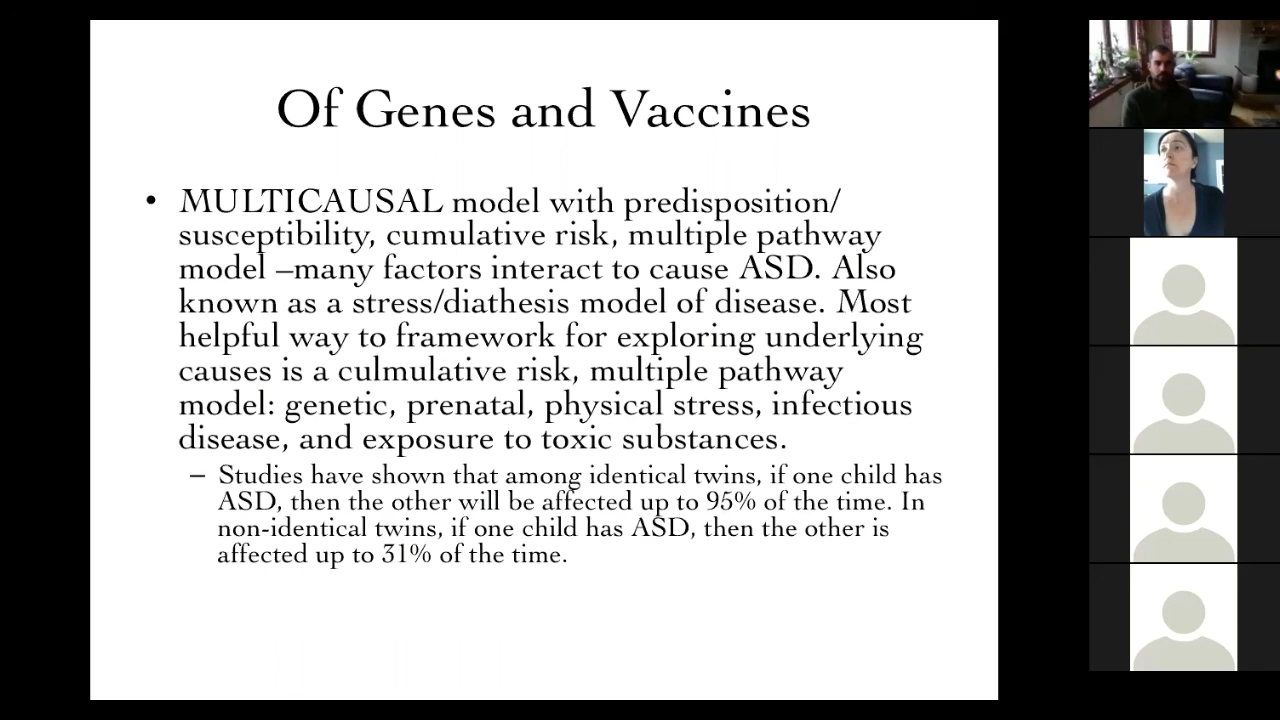 Of Genes and Vaccines
• MULTICAUSAL model with predisposition/
susceptibility, cumulative risk, multiple pathway
model –many factors interact to cause ASD. Also
known as a stress/diathesis model of disease. Most
helpful way to framework for exploring underlying
causes is a culmulative risk, multiple pathway
model: genetic, prenatal, physical stress, infectious
disease, and exposure to toxic substances.
– Studies have shown that among identical twins, if one child has
ASD, then the other will be affected up to 95% of the time. In
non-identical twins, if one child has ASD, then the other is
affected up to 31% of the time.